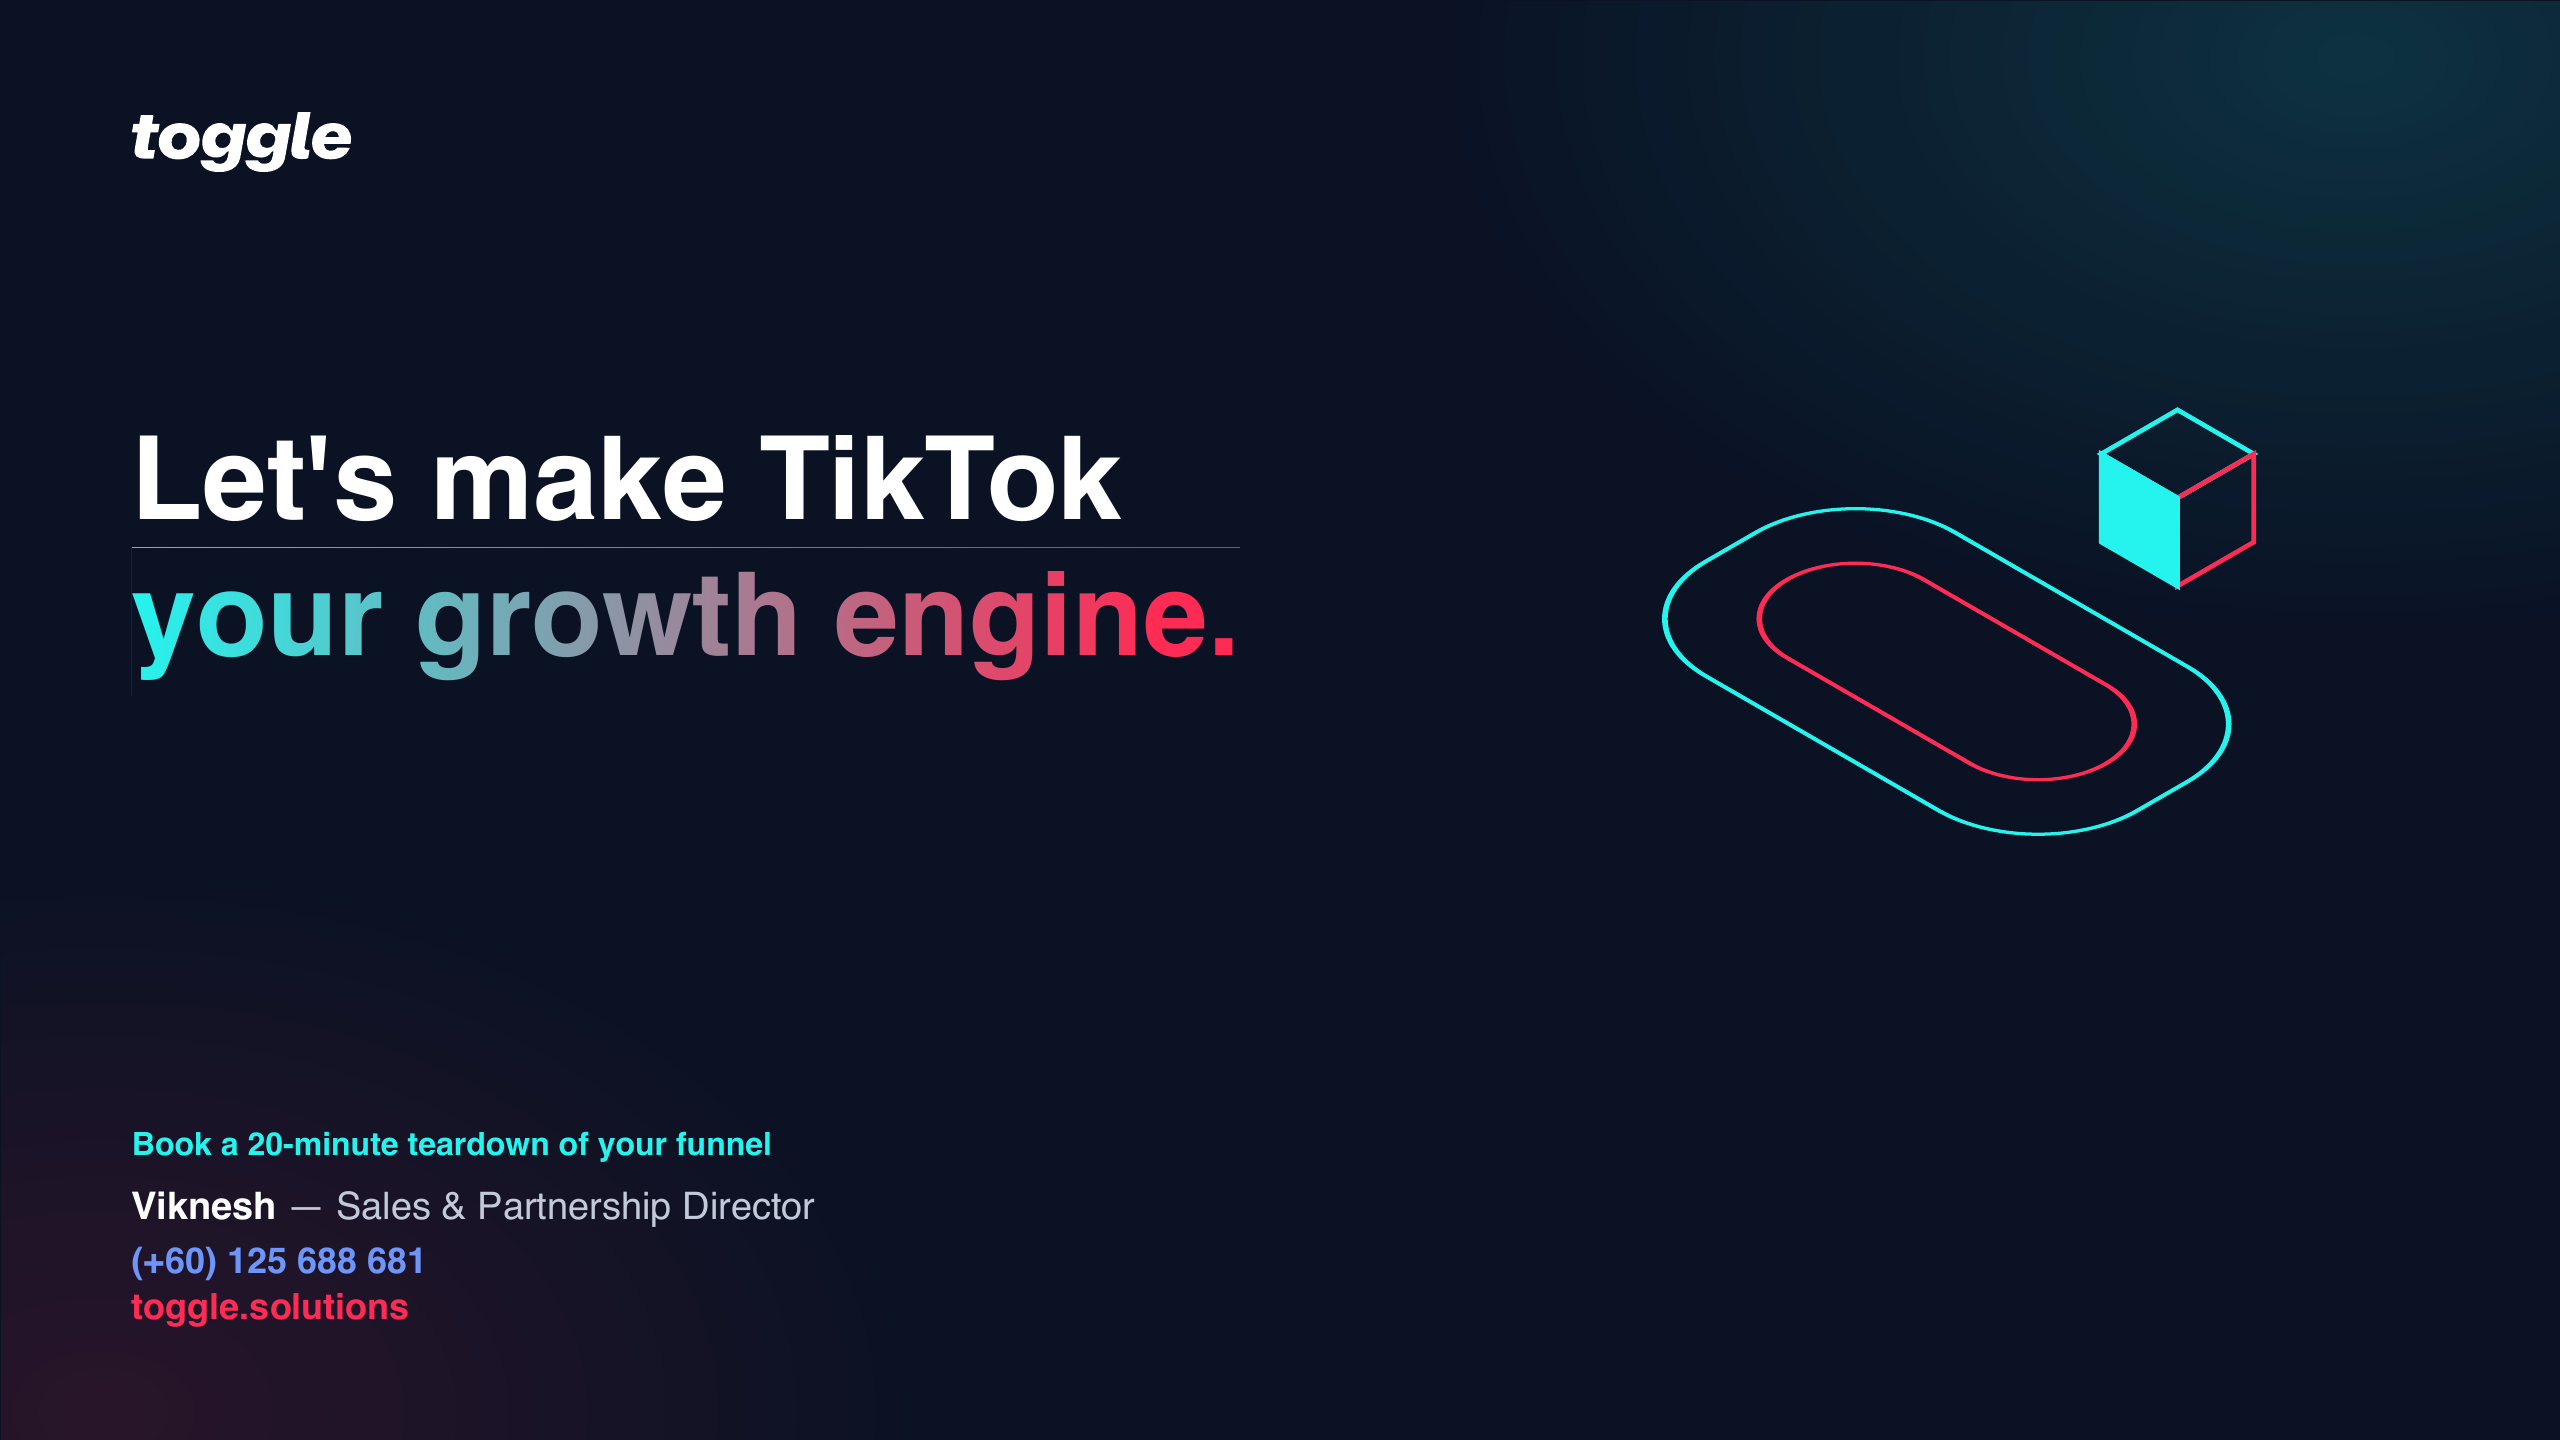 toggle
Let's make TikTok
your growth engine.
Book a 20-minute teardown of your funnel
Viknesh — Sales & Partnership Director
(+60) 125 688 681
toggle.solutions